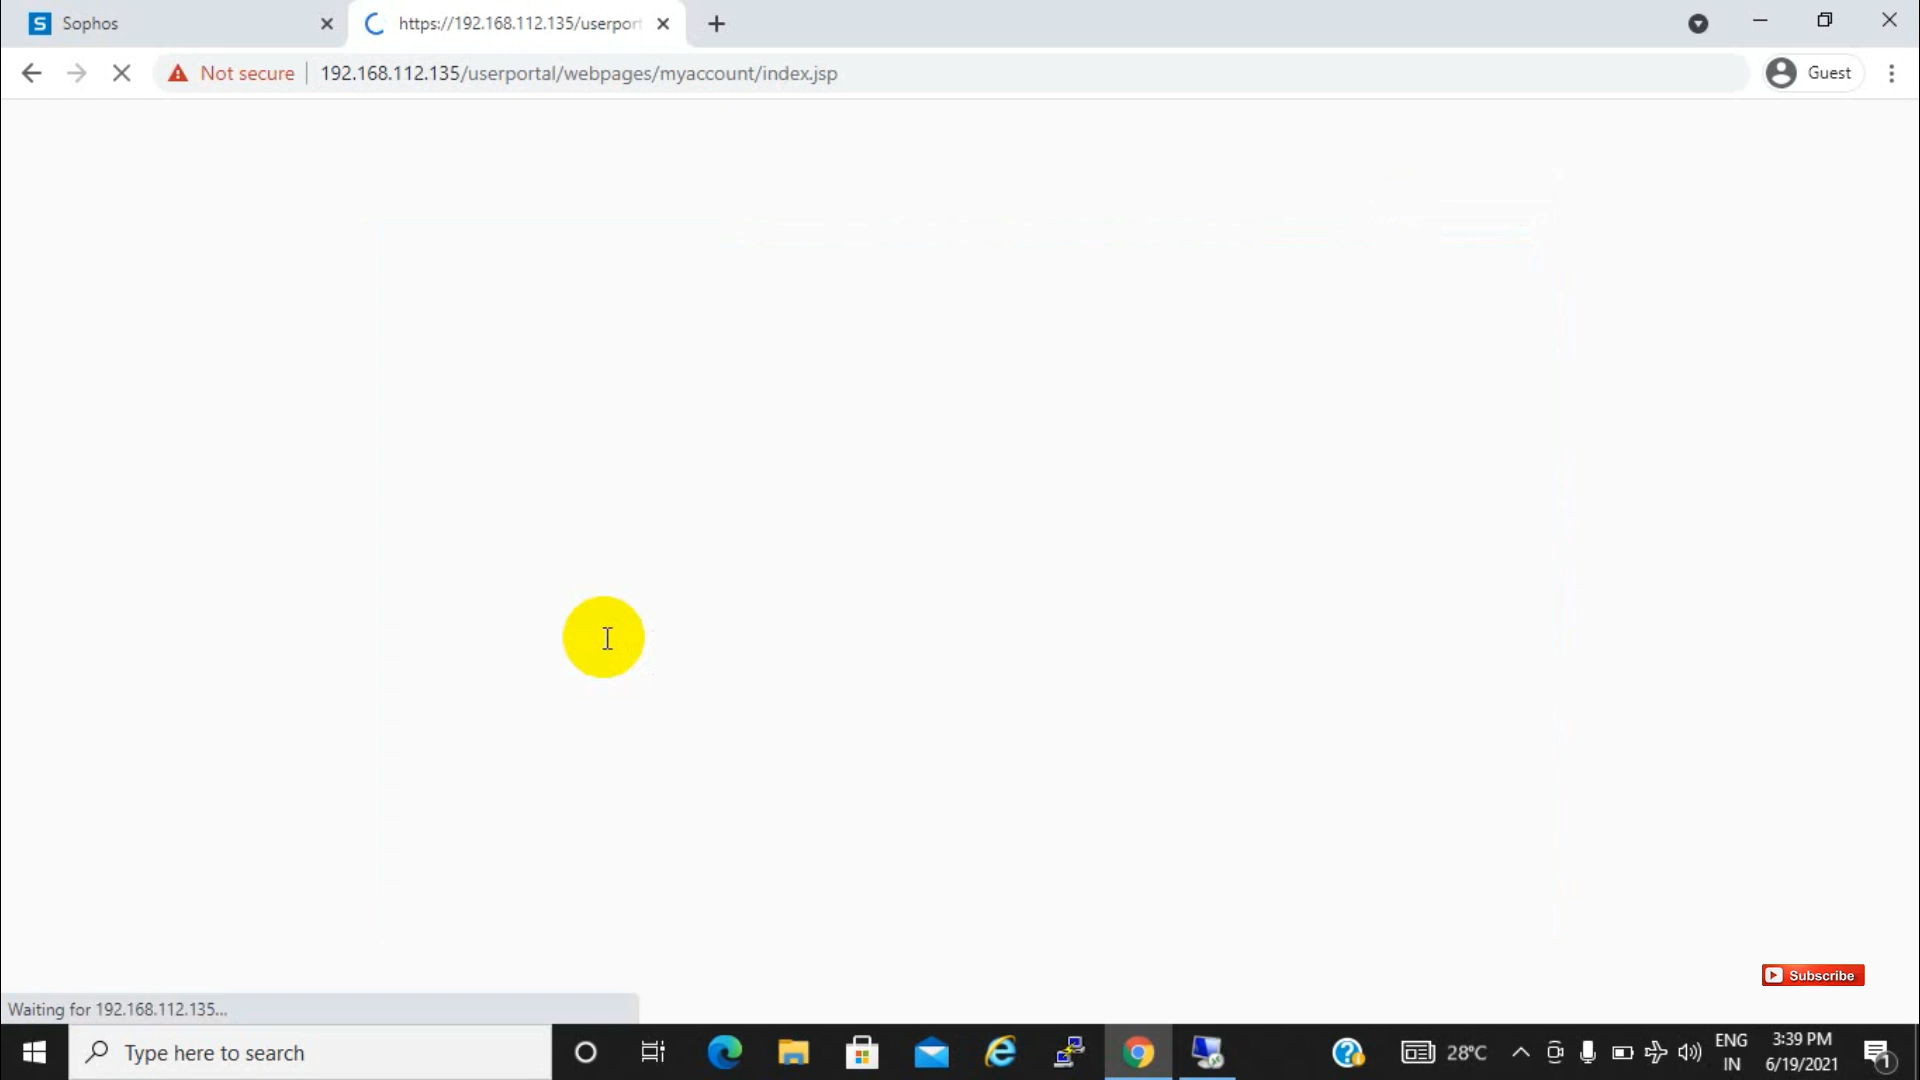 Sophos
https://192.168.112.135/userport
Not secure
192.168.112.135/userportal/webpages/myaccount/index.jsp
Guest
Subscribe
Waiting for 192.168.112.135...
Type here to search
28°C
ENG
IN
3:39 PM
6/19/2021
1